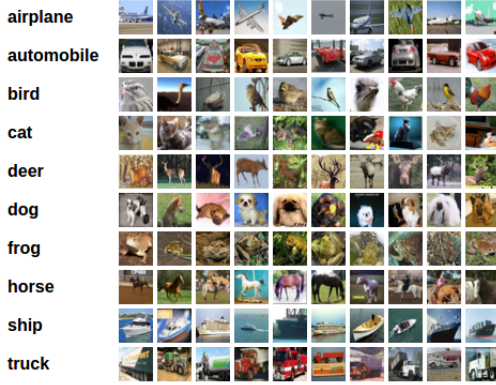 airplane
automobile
bird
cat
deer
dog
frog
horse
ship
truck